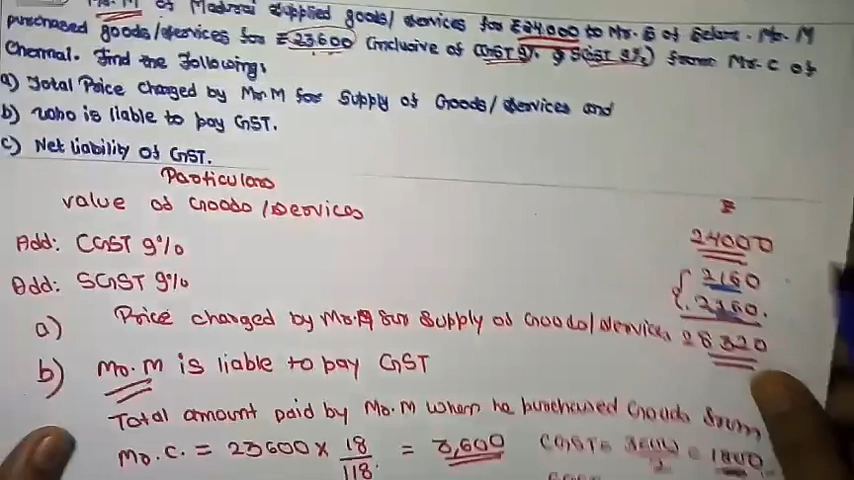 Mr. M of Madurai supplied goods/services for ₹24,000 to Mr. S of Selam. Mr. M
purchased goods/services for ₹23,600 (inclusive of CGST 9% & SGST 9%) from Mr. C of
Chennai. Find the following:
a) Total Price charged by Mr. M for Supply of Goods/services and
b) who is liable to pay GST.
c) Net liability of GST.
Particulars ₹
value of Goods/services 24000
Add: CGST 9% 2160
Add: SGST 9% 2160.
a) Price charged by Mr. for Supply of Goods/services 28320
b) Mr. M is liable to pay GST
Total amount paid by Mr. M when he purchased Goods from
Mr. C. = 23600 × 18/118 = 3,600 CGST = 1800